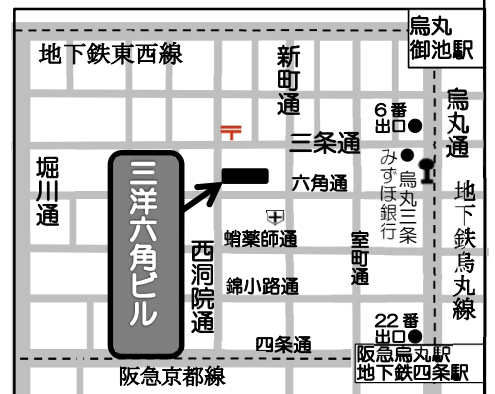 烏丸
御池駅
地下鉄東西線
新町通
烏丸通
6番
出口
〒
三条通
堀川通
三洋六角ビル
六角通
みずほ銀行
烏丸三条
地下鉄烏丸線
蛸薬師通
室町通
西洞院通
錦小路通
22番
出口
四条通
阪急烏丸駅
地下鉄四条駅
阪急京都線